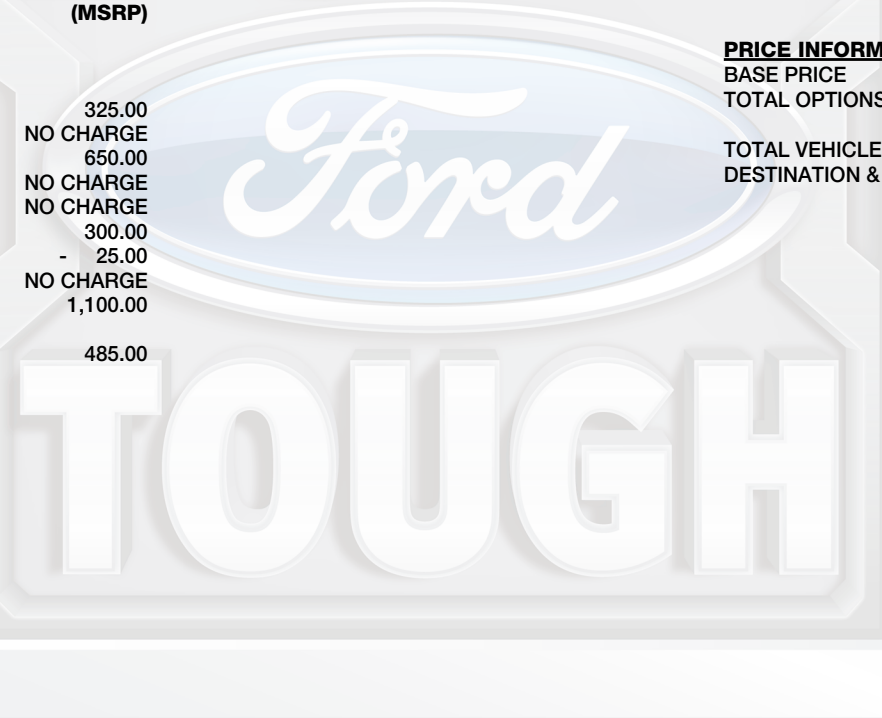 (MSRP)
325.00
NO CHARGE
650.00
NO CHARGE
NO CHARGE
300.00
- 25.00
NO CHARGE
1,100.00
485.00
PRICE INFORM
BASE PRICE
TOTAL OPTIONS
TOTAL VEHICLE
DESTINATION &
Ford
TOUGH